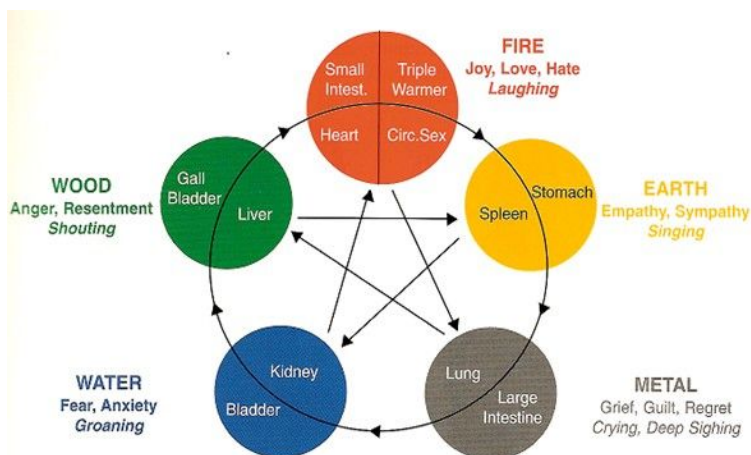 FIRE
Joy, Love, Hate
Laughing
Small
Intest.
Triple
Warmer
Heart
Circ.Sex
WOOD
Anger, Resentment
Shouting
Gall
Bladder
Liver
Spleen
Stomach
EARTH
Empathy, Sympathy
Singing
WATER
Fear, Anxiety
Groaning
Kidney
Bladder
Lung
Large
Intestine
METAL
Grief, Guilt, Regret
Crying, Deep Sighing